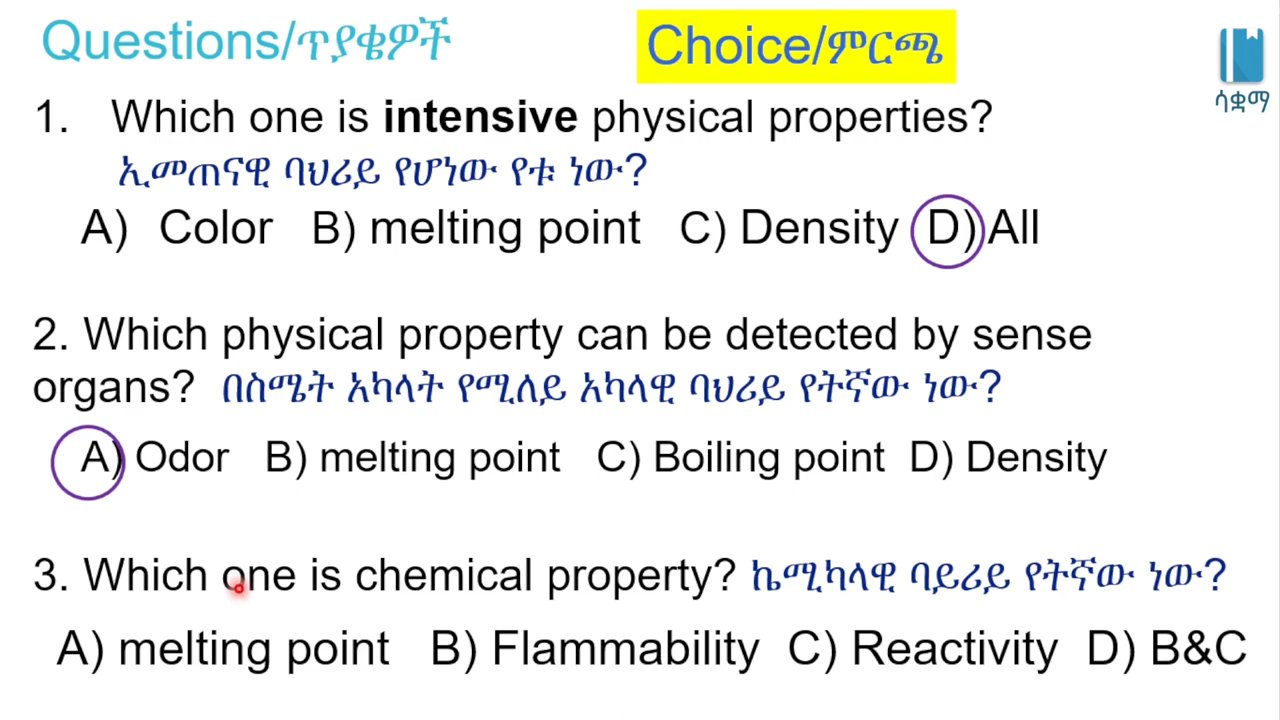 Questions/ጥያቄዎች
Choice/ምርጫ
ሳቋማ
1. Which one is intensive physical properties?
ኢመጠናዊ ባህሪይ የሆነው የቱ ነው?
A) Color B) melting point C) Density D) All
2. Which physical property can be detected by sense
organs? በስሜት አካላት የሚለይ አካላዊ ባህሪይ የትኛው ነው?
A) Odor B) melting point C) Boiling point D) Density
3. Which one is chemical property? ኬሚካላዊ ባይሪይ የትኛው ነው?
A) melting point B) Flammability C) Reactivity D) B&C